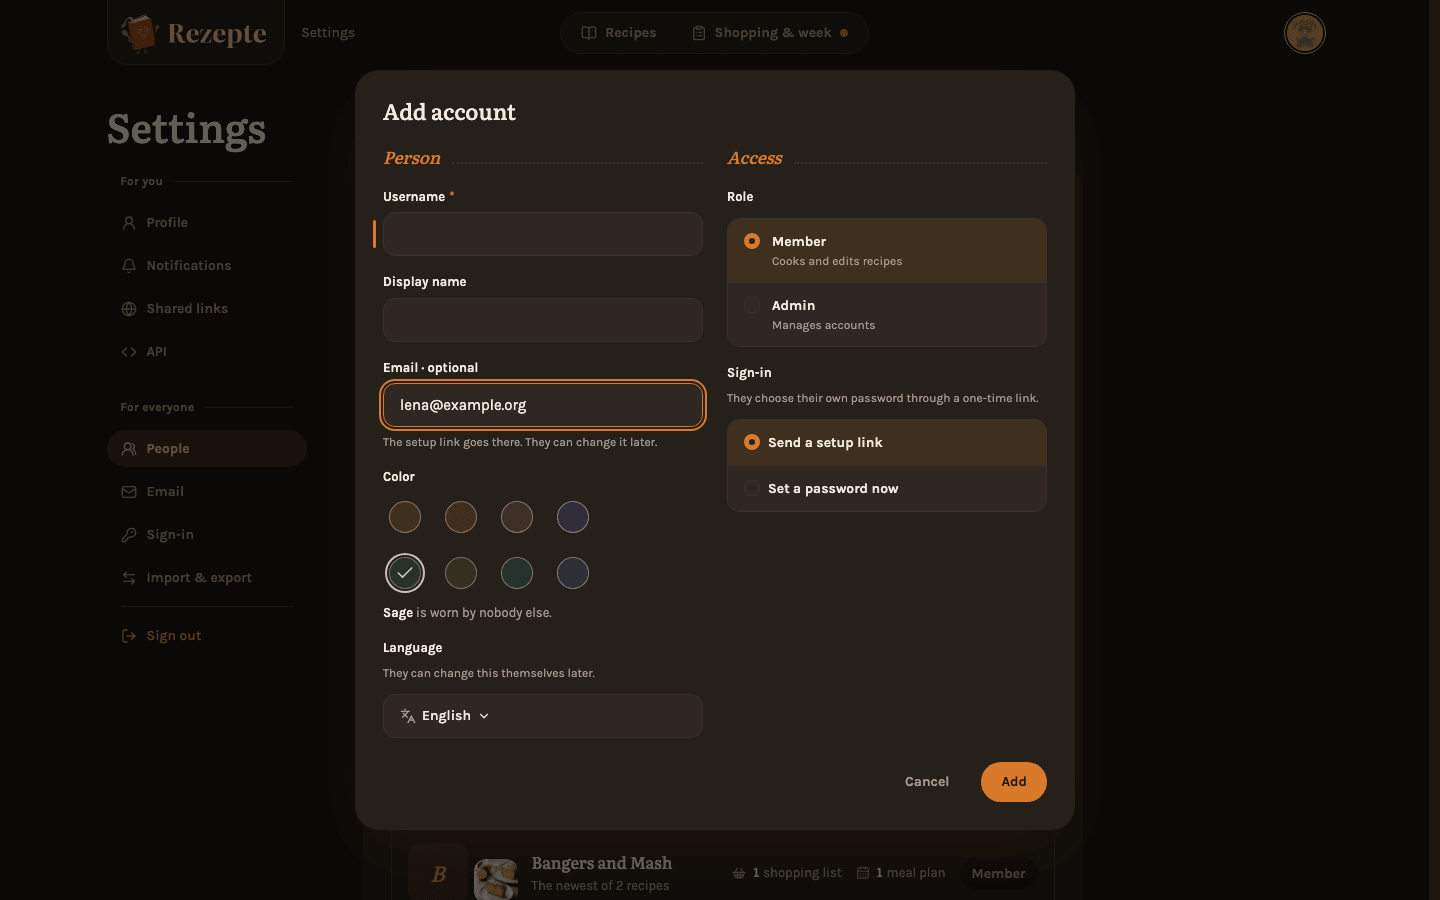 Rezepte
Settings
Recipes
Shopping & week
Settings
For you
Profile
Notifications
Shared links
API
For everyone
People
Email
Sign-in
Import & export
Sign out
Add account
Person
Username *
Display name
Email · optional
lena@example.org
The setup link goes there. They can change it later.
Color
Sage is worn by nobody else.
Language
They can change this themselves later.
English
Access
Role
Member
Cooks and edits recipes
Admin
Manages accounts
Sign-in
They choose their own password through a one-time link.
Send a setup link
Set a password now
Cancel
Add
B
Bangers and Mash
The newest of 2 recipes
1 shopping list
1 meal plan
Member